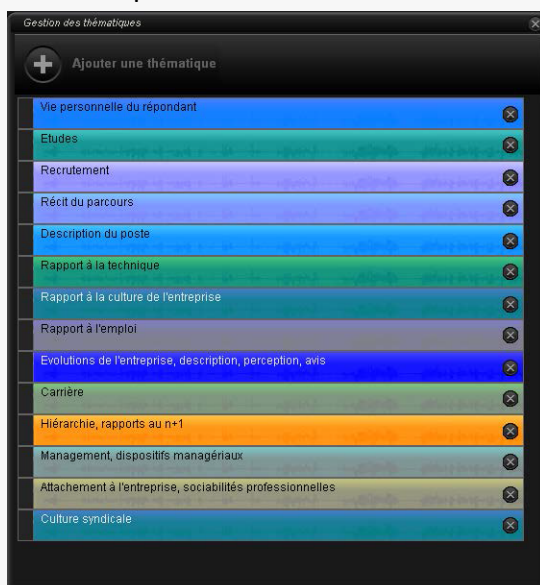 Gestion des thématiques
Ajouter une thématique
Vie personnelle du répondant
Etudes
Recrutement
Récit du parcours
Description du poste
Rapport à la technique
Rapport à la culture de l'entreprise
Rapport à l'emploi
Evolutions de l'entreprise, description, perception, avis
Carrière
Hiérarchie, rapports au n+1
Management, dispositifs managériaux
Attachement à l'entreprise, sociabilités professionnelles
Culture syndicale